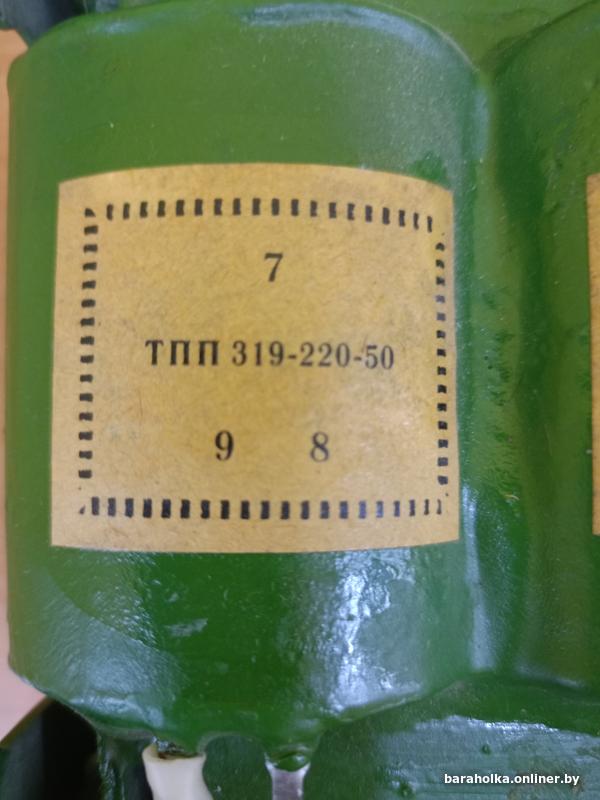 7
ТПП 319-220-50
9 8
baraholka.onliner.by